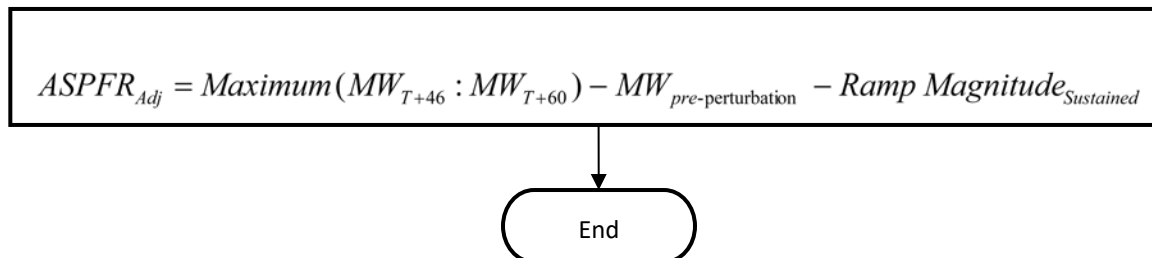 ASPFR_Adj = Maximum(MW_T+46 : MW_T+60) − MW_pre-perturbation − Ramp Magnitude_Sustained
End